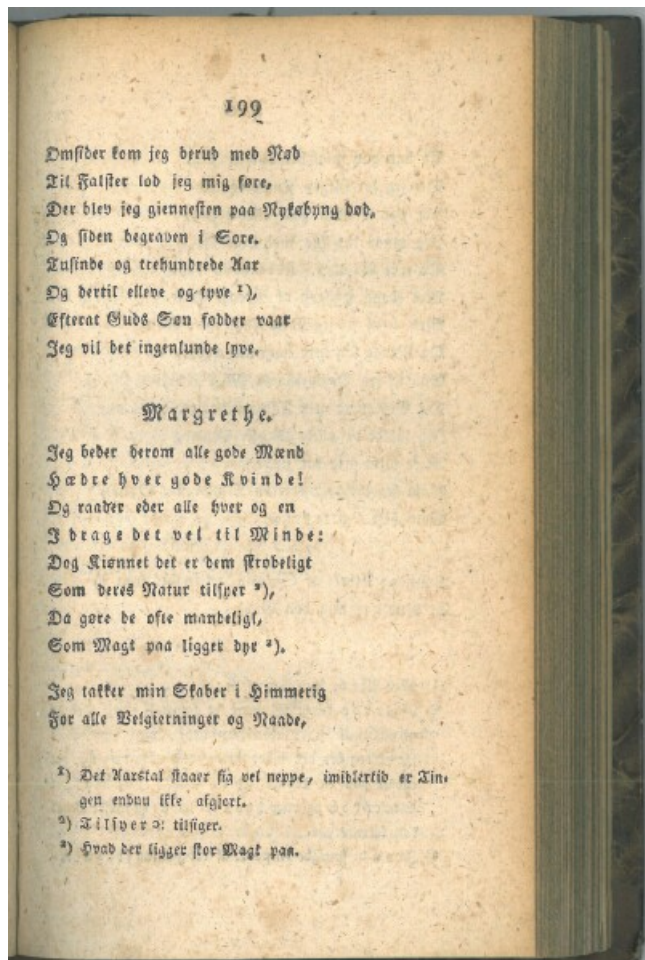 199
Omsider kom jeg derud med Nød
Til Falster lod jeg mig føre,
Der blev jeg giennesten paa Nykøbyng død,
Og siden begraven i Sore.
Tusinde og trehundrede Aar
Og dertil elleve og tyve ¹),
Efterat Guds Søn fødder vaar
Jeg vil det ingenlunde lyve.
Margrethe.
Jeg beder derom alle gode Mænd
Hædre hver gode Kvinde!
Og raader eder alle hver og en
I drage det vel til Minde:
Dog Kiønnet det er dem skrøbeligt
Som deres Natur tilsyer ²),
Da gøre de ofte mandeligt,
Som Magt paa ligger dyr ³).
Jeg takker min Skaber i Himmerig
For alle Velgierninger og Naade,
¹) Det Aarstal staaer sig vel neppe, imidlertid er Tin-
gen endnu ikke afgjort.
²) Tilsyer ɔ: tilsiger.
³) Hvad der ligger stor Magt paa.